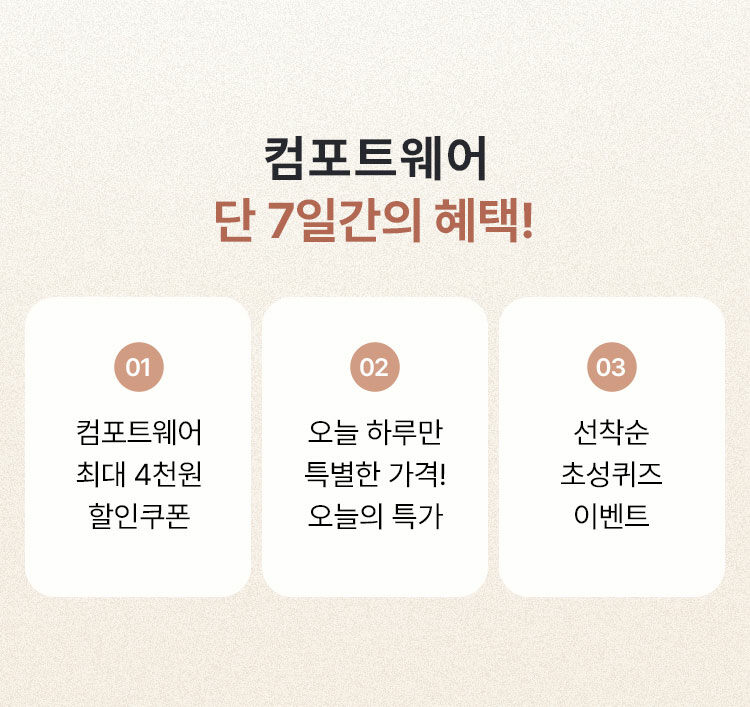 컴포트웨어
단 7일간의 혜택!
01
컴포트웨어
최대 4천원
할인쿠폰
02
오늘 하루만
특별한 가격!
오늘의 특가
03
선착순
초성퀴즈
이벤트